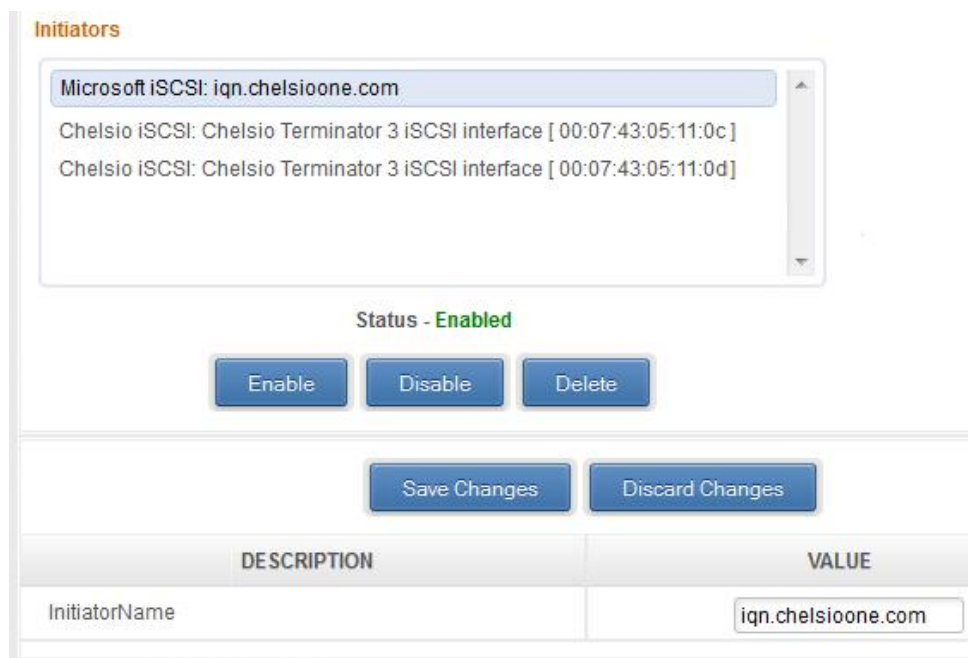 Initiators
Microsoft iSCSI: iqn.chelsioone.com
Chelsio iSCSI: Chelsio Terminator 3 iSCSI interface [ 00:07:43:05:11:0c ]
Chelsio iSCSI: Chelsio Terminator 3 iSCSI interface [ 00:07:43:05:11:0d]
Status - Enabled
Enable Disable Delete
Save Changes Discard Changes
DESCRIPTION VALUE
InitiatorName iqn.chelsioone.com